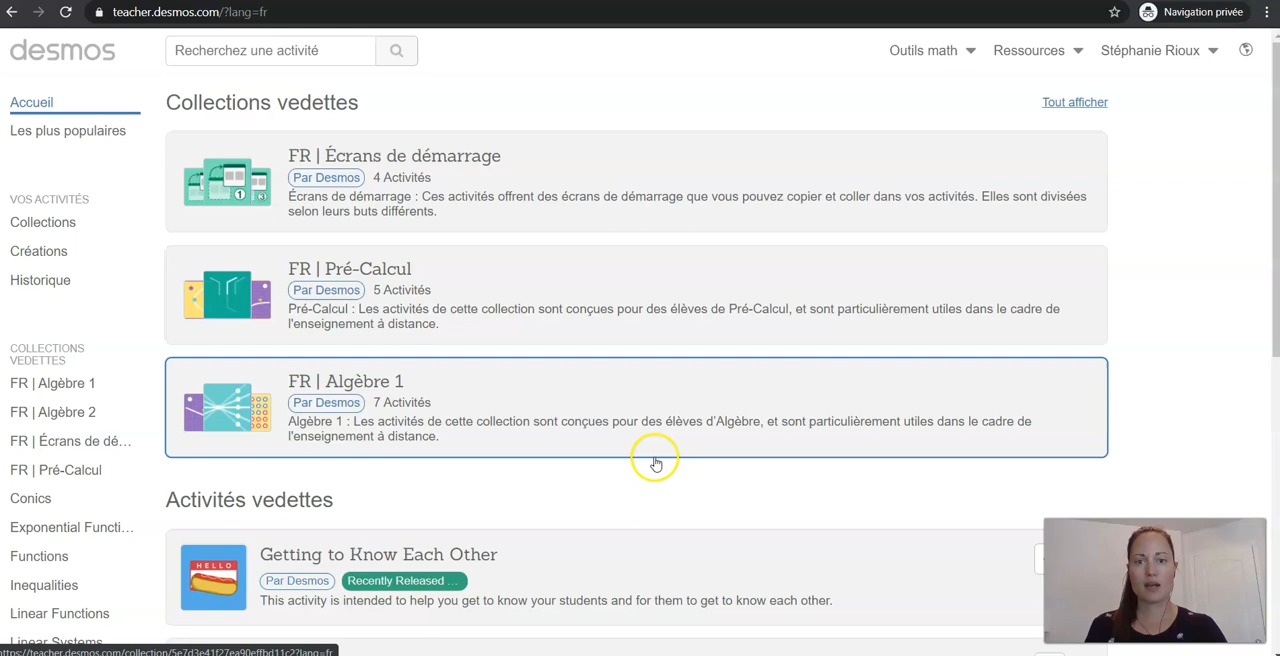 teacher.desmos.com/?lang=fr
Navigation privée
desmos
Recherchez une activité
Outils math
Ressources
Stéphanie Rioux
Accueil
Les plus populaires
VOS ACTIVITÉS
Collections
Créations
Historique
COLLECTIONS
VEDETTES
FR | Algèbre 1
FR | Algèbre 2
FR | Écrans de dé...
FR | Pré-Calcul
Conics
Exponential Functi...
Functions
Inequalities
Linear Functions
Linear Systems
Collections vedettes
Tout afficher
FR | Écrans de démarrage
Par Desmos 4 Activités
Écrans de démarrage : Ces activités offrent des écrans de démarrage que vous pouvez copier et coller dans vos activités. Elles sont divisées
selon leurs buts différents.
FR | Pré-Calcul
Par Desmos 5 Activités
Pré-Calcul : Les activités de cette collection sont conçues pour des élèves de Pré-Calcul, et sont particulièrement utiles dans le cadre de
l'enseignement à distance.
FR | Algèbre 1
Par Desmos 7 Activités
Algèbre 1 : Les activités de cette collection sont conçues pour des élèves d'Algèbre, et sont particulièrement utiles dans le cadre de
l'enseignement à distance.
Activités vedettes
HELLO
Getting to Know Each Other
Par Desmos Recently Released ...
This activity is intended to help you get to know your students and for them to get to know each other.